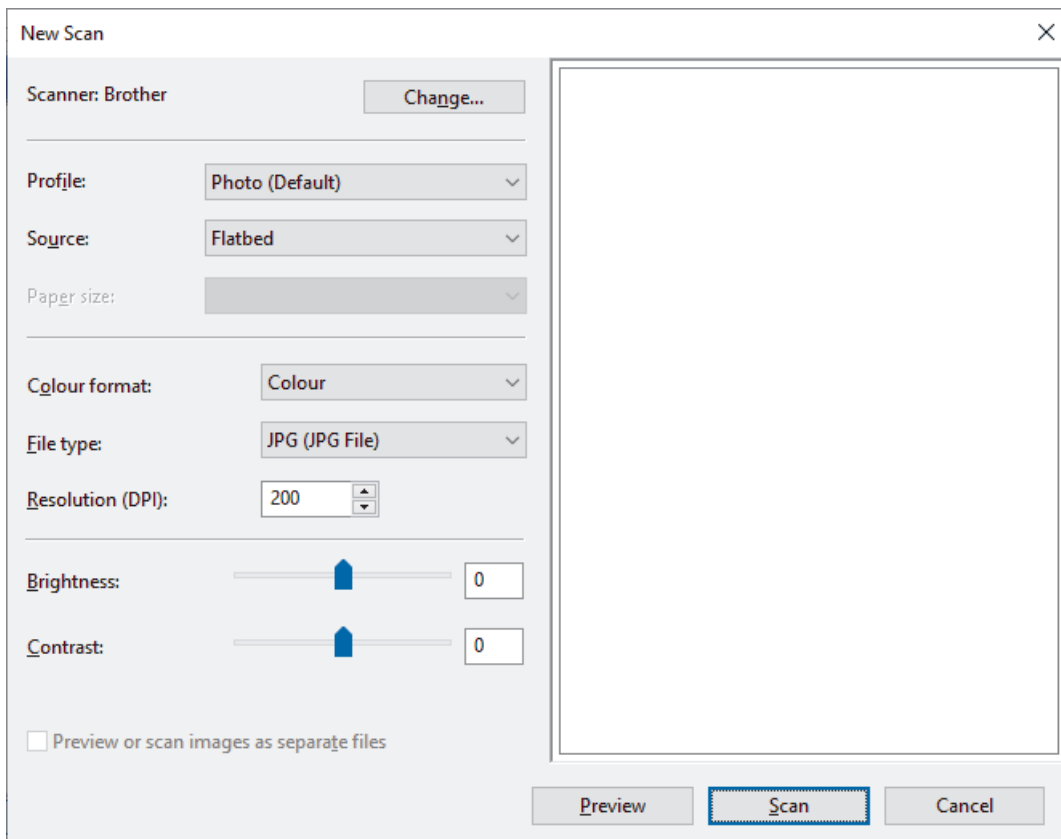 New Scan
Scanner: Brother
Change...
Profile:
Photo (Default)
Source:
Flatbed
Paper size:
Colour format:
Colour
File type:
JPG (JPG File)
Resolution (DPI):
200
Brightness:
0
Contrast:
0
Preview or scan images as separate files
Preview
Scan
Cancel